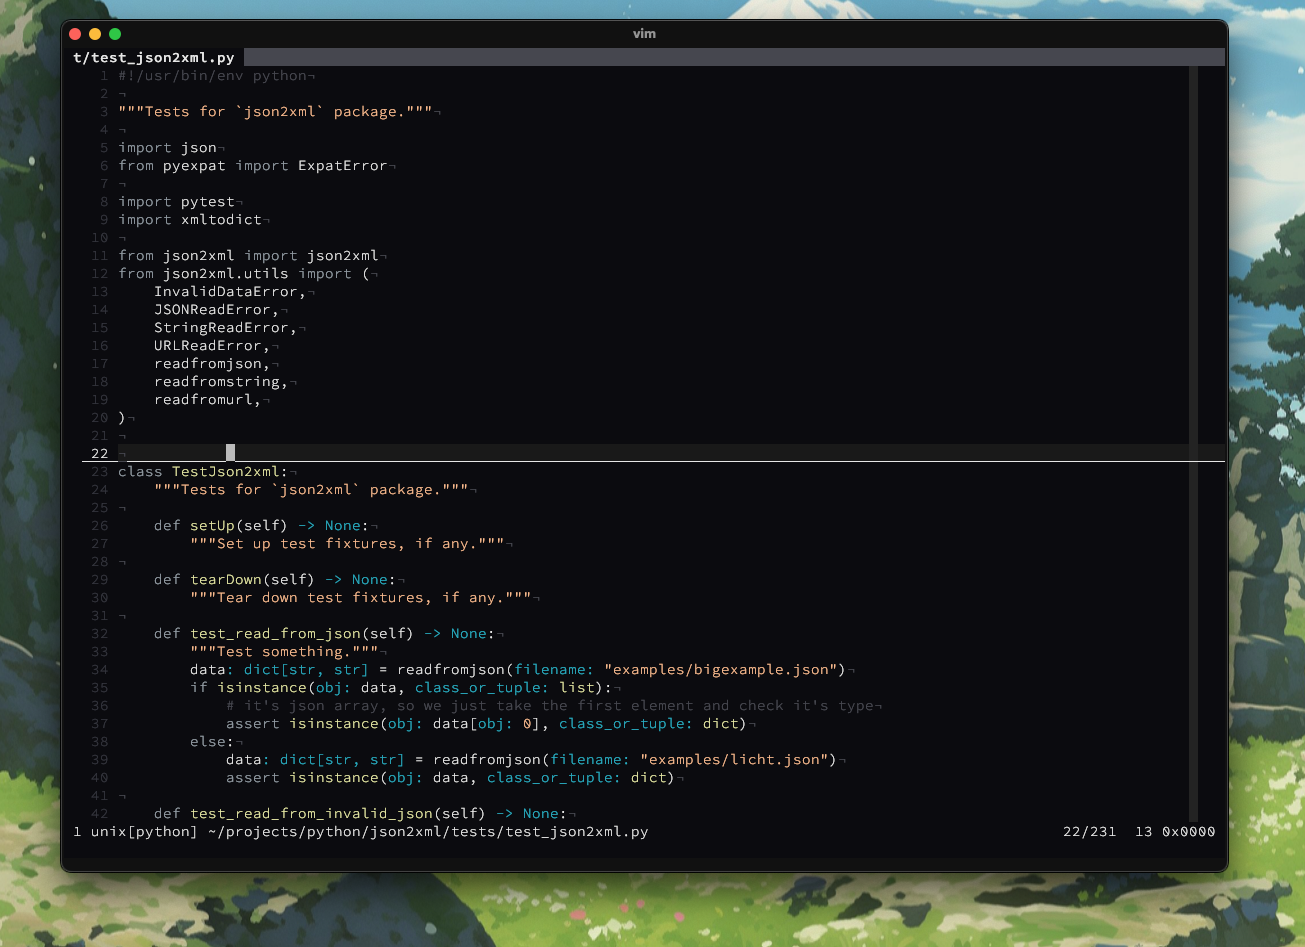 vim
t/test_json2xml.py
1 #!/usr/bin/env python¬
2 ¬
3 """Tests for `json2xml` package."""¬
4 ¬
5 import json¬
6 from pyexpat import ExpatError¬
7 ¬
8 import pytest¬
9 import xmltodict¬
10 ¬
11 from json2xml import json2xml¬
12 from json2xml.utils import (¬
13     InvalidDataError,¬
14     JSONReadError,¬
15     StringReadError,¬
16     URLReadError,¬
17     readfromjson,¬
18     readfromstring,¬
19     readfromurl,¬
20 )¬
21 ¬
22 ¬
23 class TestJson2xml:¬
24     """Tests for `json2xml` package."""¬
25 ¬
26     def setUp(self) -> None:¬
27         """Set up test fixtures, if any."""¬
28 ¬
29     def tearDown(self) -> None:¬
30         """Tear down test fixtures, if any."""¬
31 ¬
32     def test_read_from_json(self) -> None:¬
33         """Test something."""¬
34         data: dict[str, str] = readfromjson(filename: "examples/bigexample.json")¬
35         if isinstance(obj: data, class_or_tuple: list):¬
36             # it's json array, so we just take the first element and check it's type¬
37             assert isinstance(obj: data[obj: 0], class_or_tuple: dict)¬
38         else:¬
39             data: dict[str, str] = readfromjson(filename: "examples/licht.json")¬
40             assert isinstance(obj: data, class_or_tuple: dict)¬
41 ¬
42     def test_read_from_invalid_json(self) -> None:¬
1 unix[python] ~/projects/python/json2xml/tests/test_json2xml.py 22/231 13 0x0000